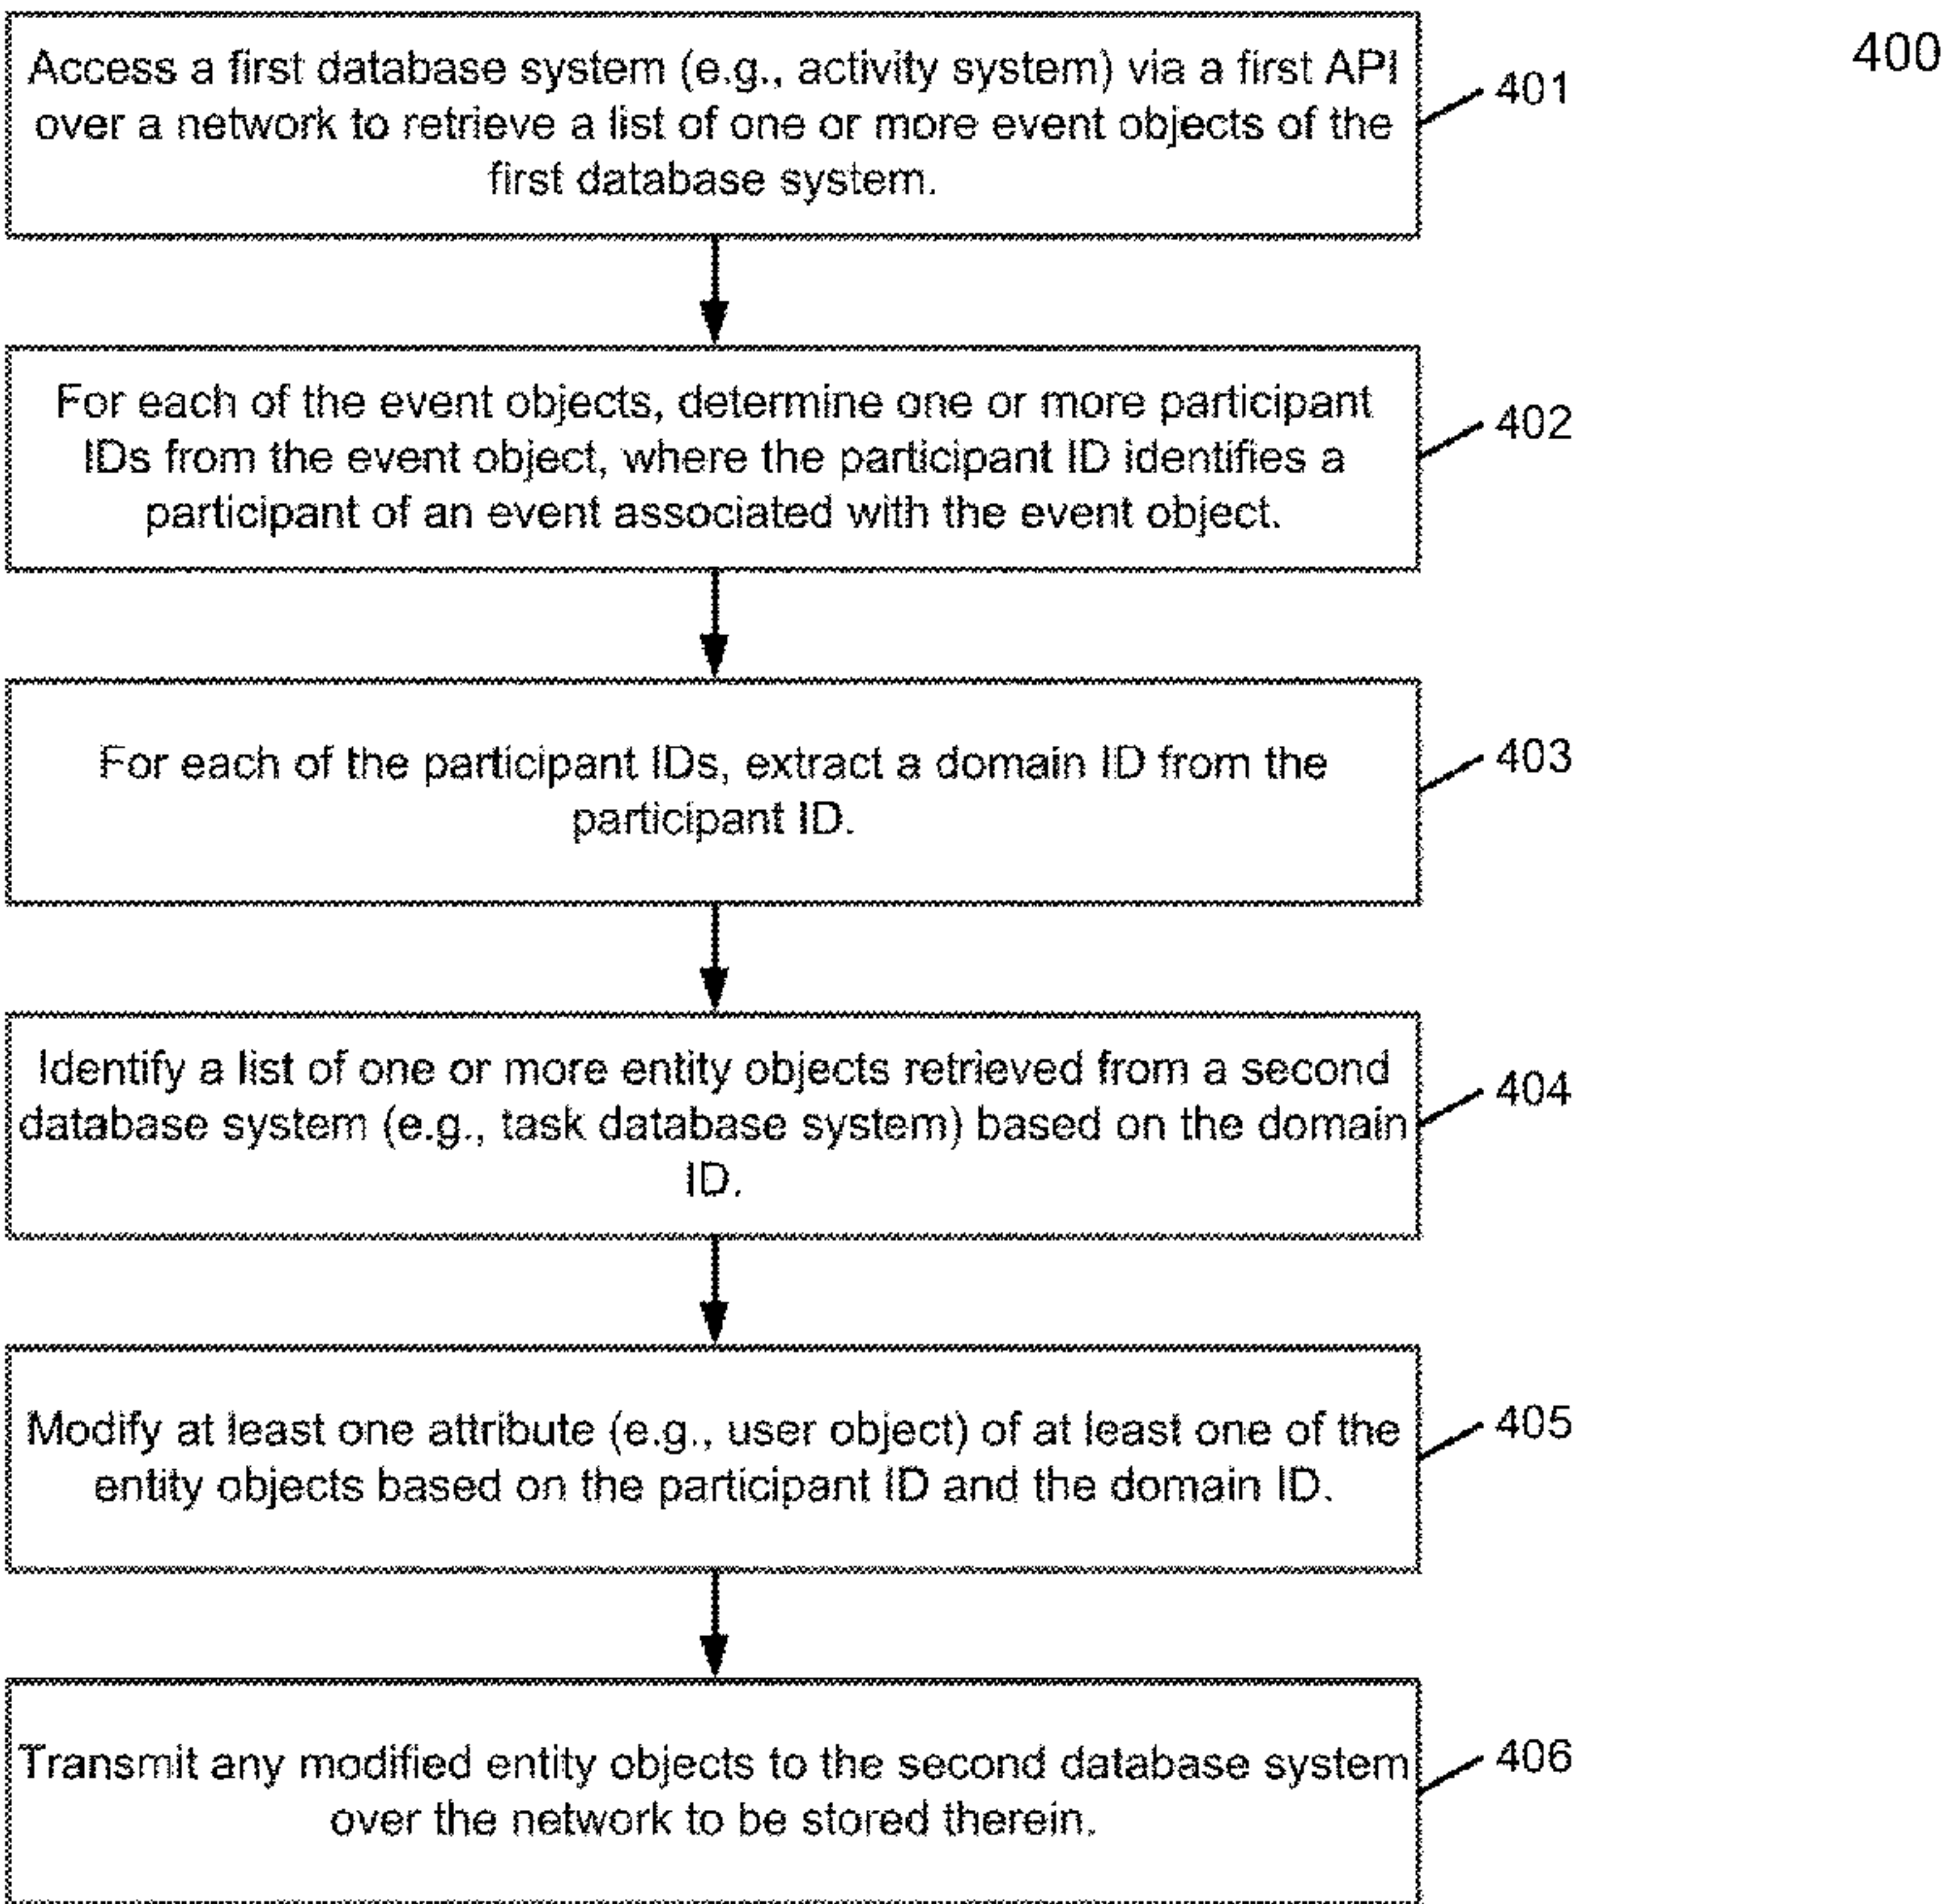 400
Access a first database system (e.g., activity system) via a first API
over a network to retrieve a list of one or more event objects of the
first database system.
401
For each of the event objects, determine one or more participant
IDs from the event object, where the participant ID identifies a
participant of an event associated with the event object.
402
For each of the participant IDs, extract a domain ID from the
participant ID.
403
Identify a list of one or more entity objects retrieved from a second
database system (e.g., task database system) based on the domain
ID.
404
Modify at least one attribute (e.g., user object) of at least one of the
entity objects based on the participant ID and the domain ID.
405
Transmit any modified entity objects to the second database system
over the network to be stored therein.
406